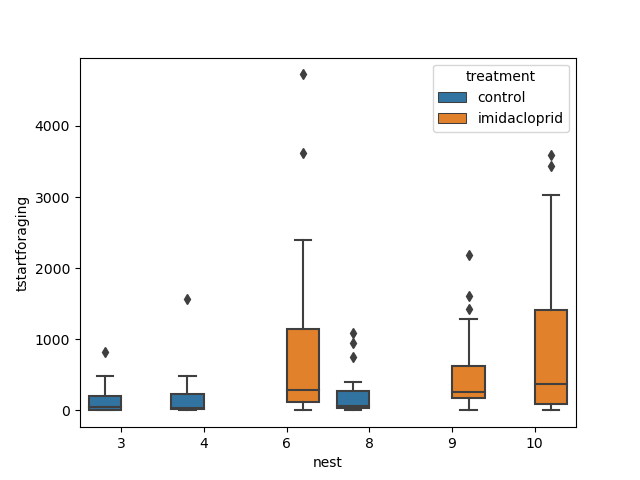 treatment
control
imidacloprid
tstartforaging
4000
3000
2000
1000
0
3 4 6 8 9 10
nest